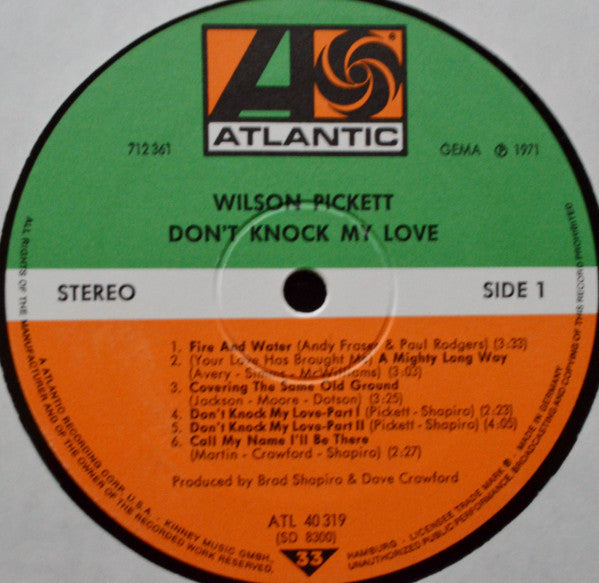 A
®
ATLANTIC
712 361
GEMA ℗ 1971
WILSON PICKETT
DON'T KNOCK MY LOVE
STEREO
SIDE 1
1. Fire And Water (Andy Fraser & Paul Rodgers) (3:33)
2. (Your Love Has Brought Me) A Mighty Long Way
(Avery - Simms - McWilliams) (3:03)
3. Covering The Same Old Ground
(Jackson - Moore - Dotson) (3:25)
4. Don't Knock My Love-Part I (Pickett - Shapiro) (2:23)
5. Don't Knock My Love-Part II (Pickett - Shapiro) (4:05)
6. Call My Name I'll Be There
(Martin - Crawford - Shapiro) (2:27)
Produced by Brad Shapiro & Dave Crawford
ATL 40 319
(SD 8300)
33
ALL RIGHTS OF THE MANUFACTURER AND OF THE OWNER OF THE RECORDED WORK RESERVED.
UNAUTHORIZED PUBLIC PERFORMANCE, BROADCASTING AND COPYING OF THIS RECORD PROHIBITED
A ATLANTIC RECORDING CORP. U.S.A. - KINNEY MUSIC GMBH.
HAMBURG - LICENSEE TRADE MARK ® - MADE IN GERMANY